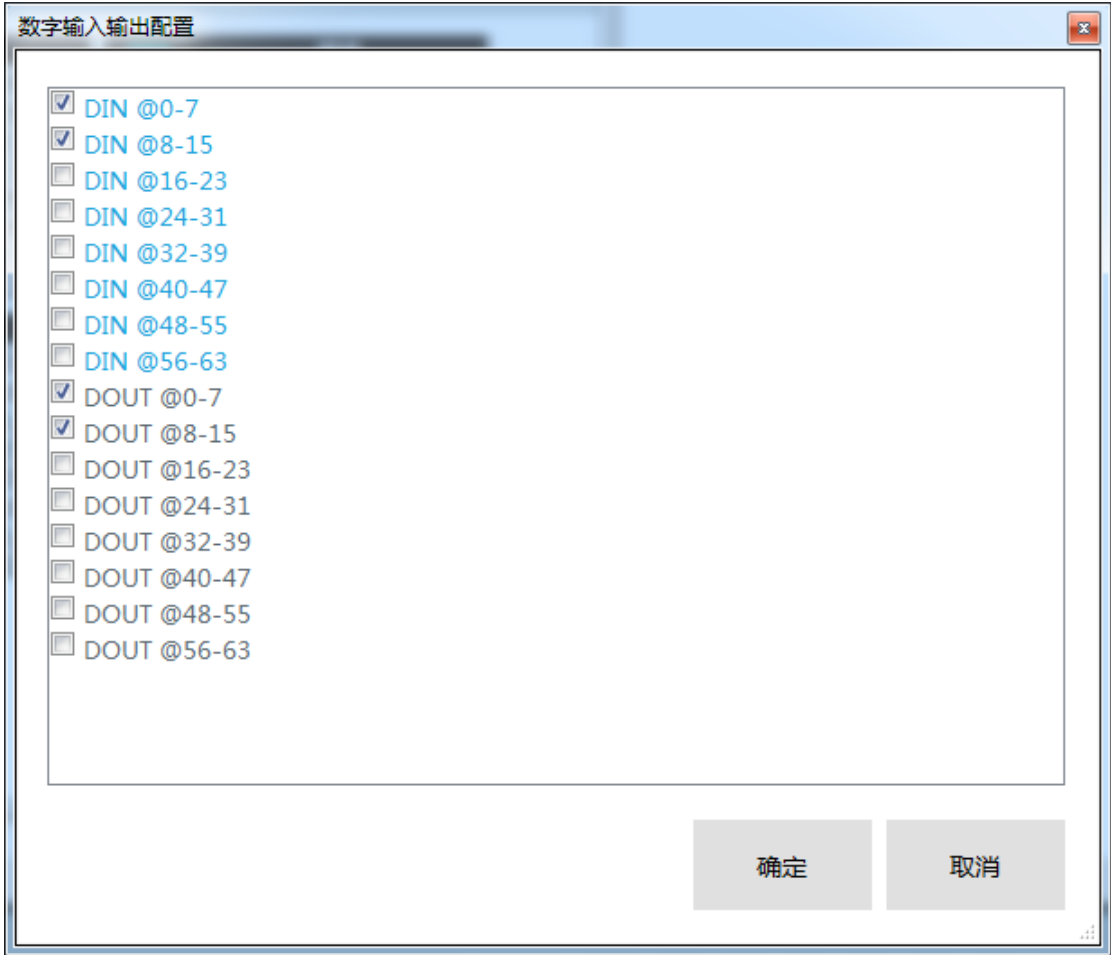 数字输入输出配置
DIN @0-7
DIN @8-15
DIN @16-23
DIN @24-31
DIN @32-39
DIN @40-47
DIN @48-55
DIN @56-63
DOUT @0-7
DOUT @8-15
DOUT @16-23
DOUT @24-31
DOUT @32-39
DOUT @40-47
DOUT @48-55
DOUT @56-63
确定 取消